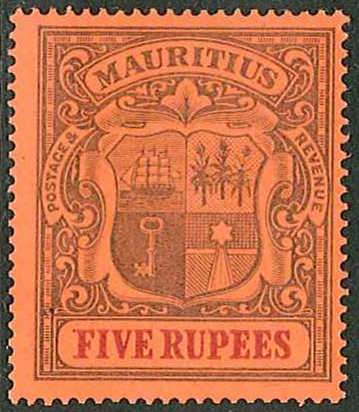 MAURITIUS
POSTAGE &
REVENUE
FIVE RUPEES